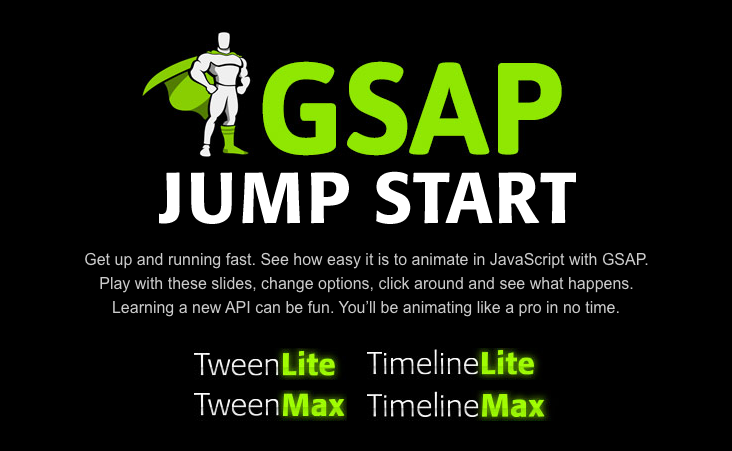 GSAP
JUMP START
Get up and running fast. See how easy it is to animate in JavaScript with GSAP.
Play with these slides, change options, click around and see what happens.
Learning a new API can be fun. You’ll be animating like a pro in no time.
TweenLite TimelineLite
TweenMax TimelineMax